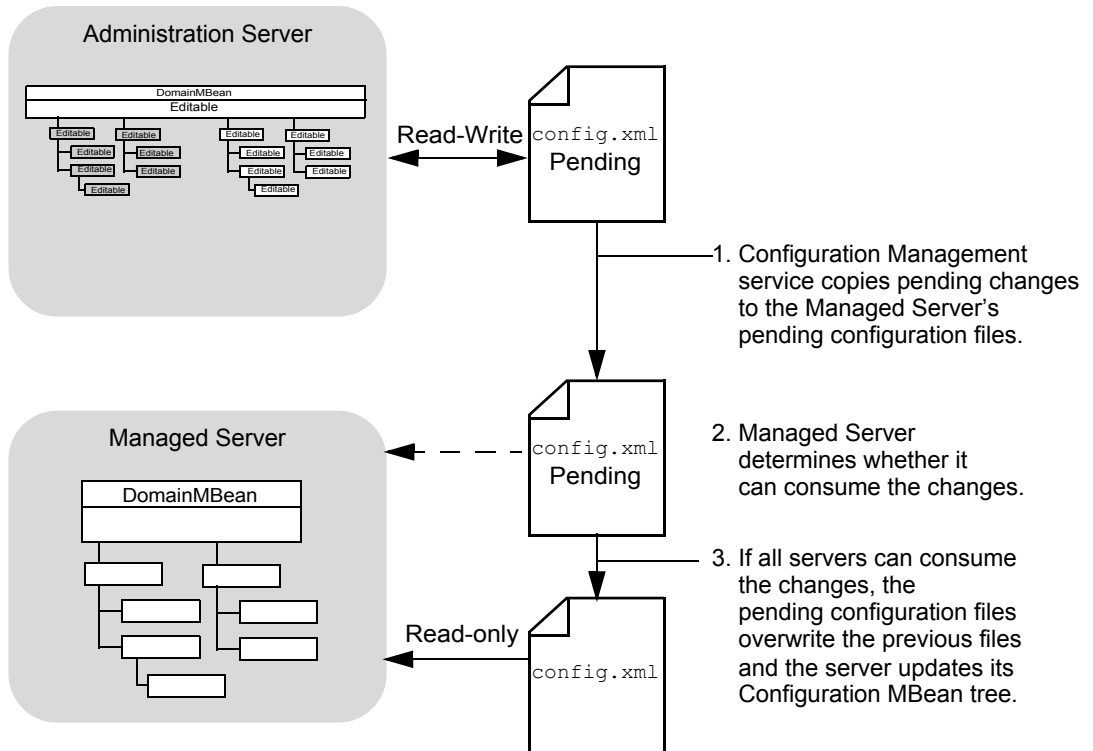 Administration Server
DomainMBean
Editable
Editable Editable Editable Editable
Editable Editable Editable Editable
Editable Editable Editable Editable
Editable Editable
Read-Write
config.xml
Pending
1. Configuration Management
service copies pending changes
to the Managed Server's
pending configuration files.
Managed Server
DomainMBean
config.xml
Pending
2. Managed Server
determines whether it
can consume the changes.
3. If all servers can consume
the changes, the
pending configuration files
overwrite the previous files
and the server updates its
Configuration MBean tree.
Read-only
config.xml